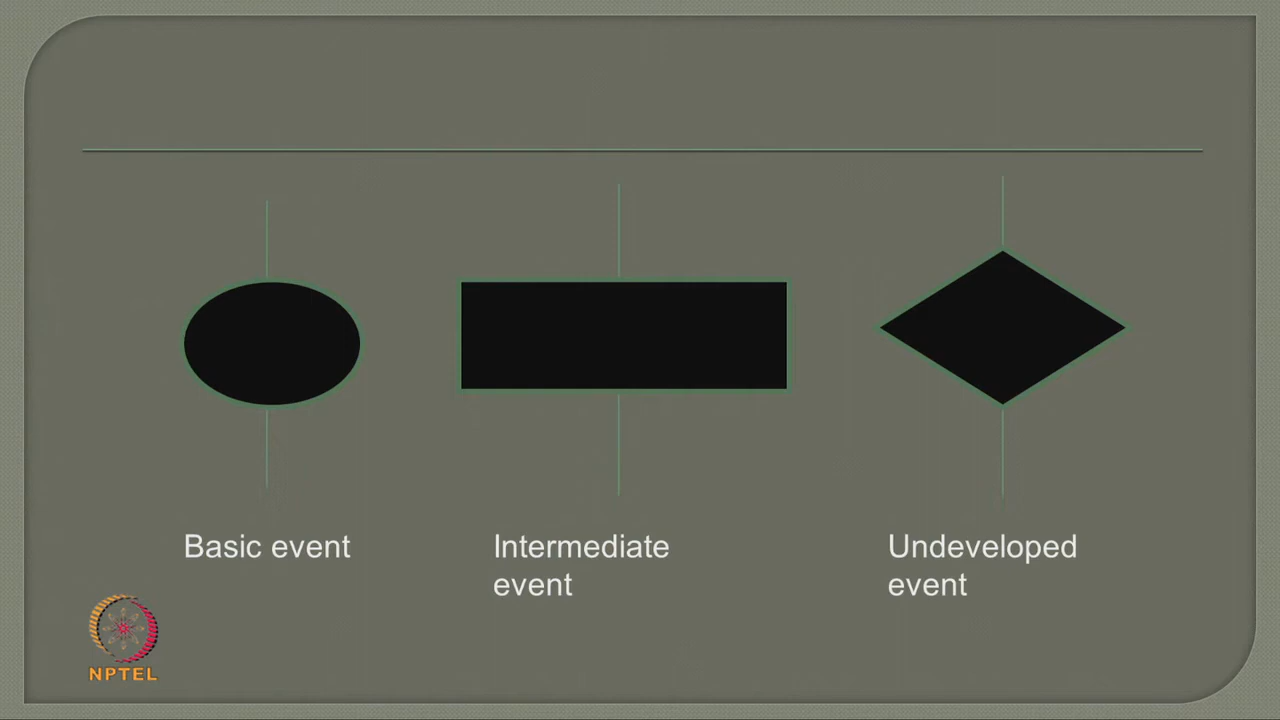 Basic event
Intermediate
event
Undeveloped
event
NPTEL